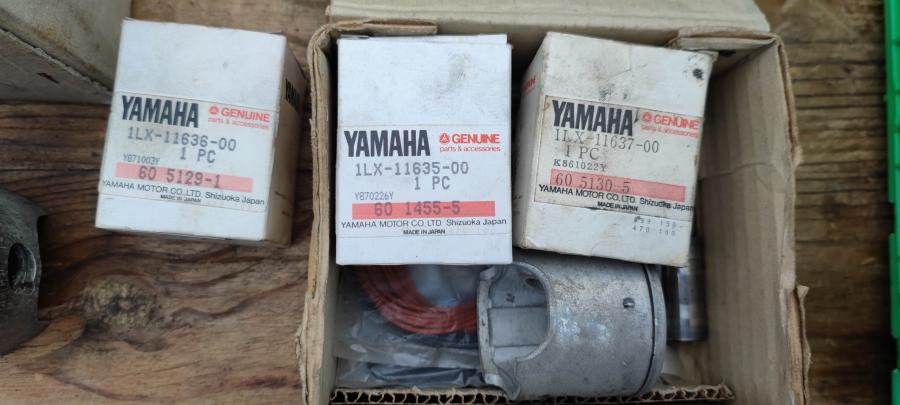 YAMAHA GENUINE
parts & accessories
1LX-11636-00
1 PC
Y871003Y
60 5129-1
YAMAHA MOTOR CO.,LTD. Shizuoka Japan
MADE IN JAPAN
YAMAHA GENUINE
parts & accessories
1LX-11635-00
1 PC
Y870226Y
60 1455-5
YAMAHA MOTOR CO.,LTD. Shizuoka Japan
MADE IN JAPAN
YAMAHA GENUINE
parts & accessories
1LX-11637-00
1 PC
K861022Y
60 5130-5
YAMAHA MOTOR CO.,LTD. Shizuoka Japan
MADE IN JAPAN